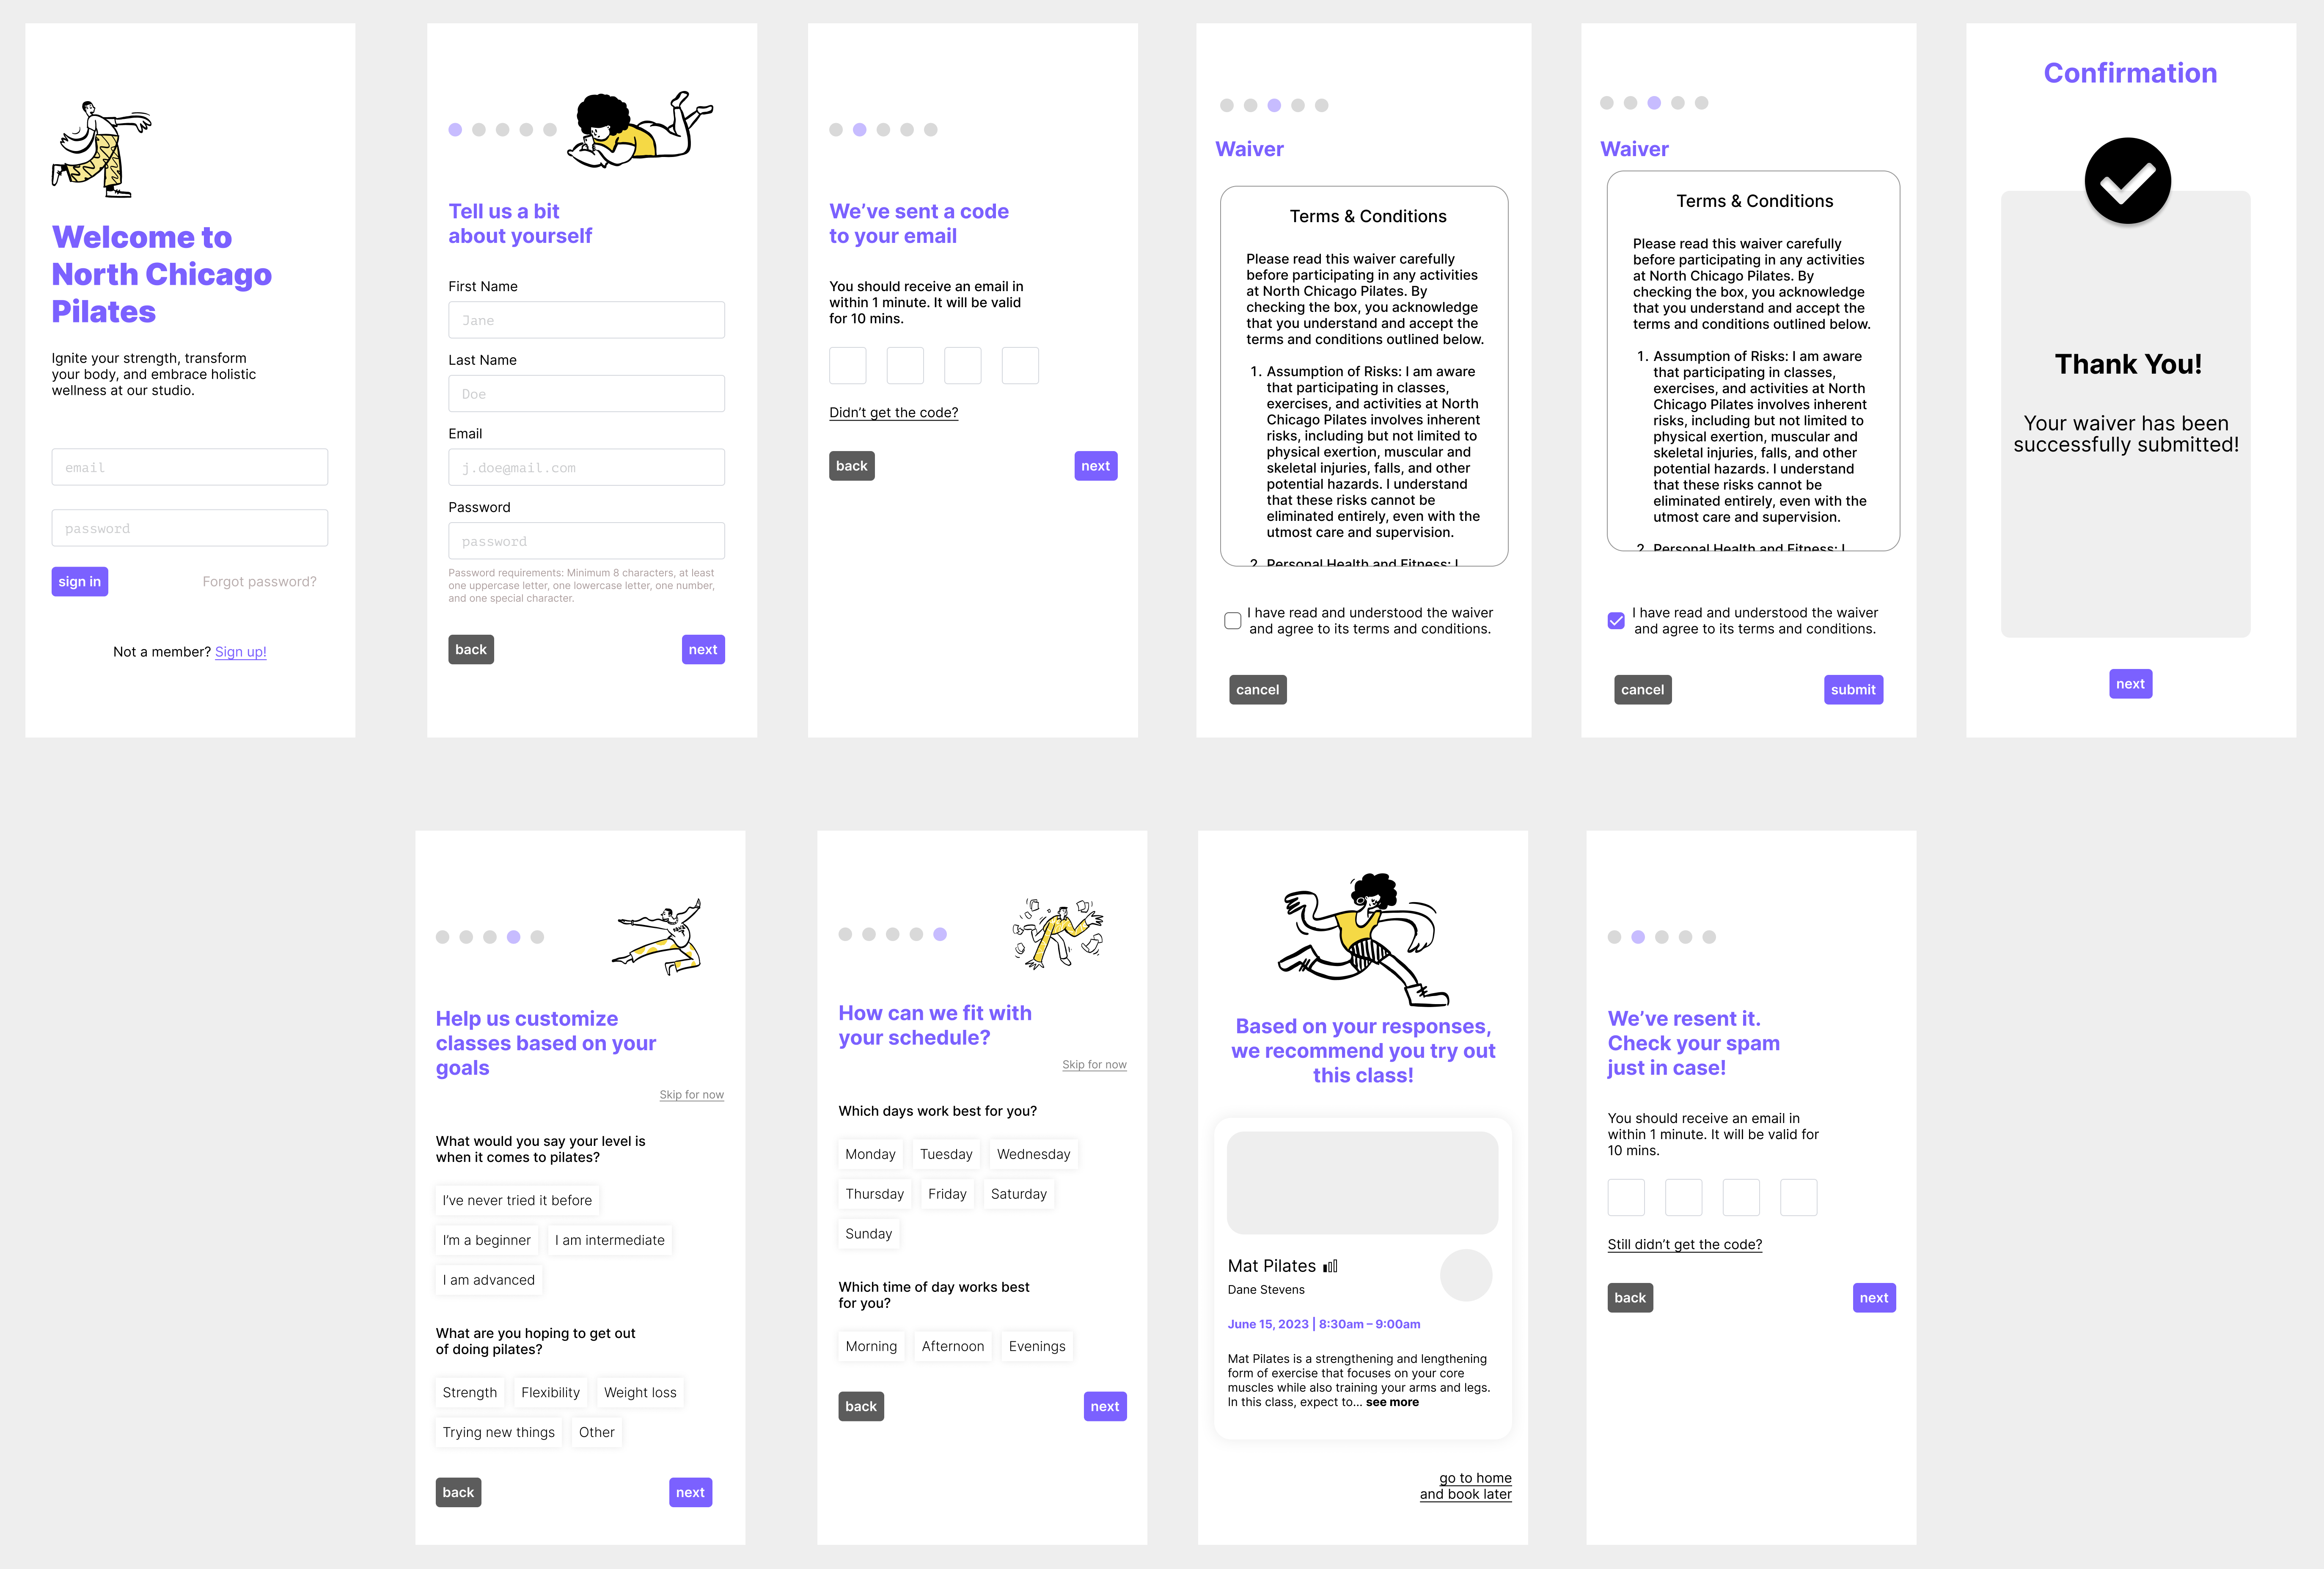 Welcome to
North Chicago
Pilates
Ignite your strength, transform
your body, and embrace holistic
wellness at our studio.
email
password
sign in
Forgot password?
Not a member? Sign up!
Tell us a bit
about yourself
First Name
Jane
Last Name
Doe
Email
j.doe@mail.com
Password
password
Password requirements: Minimum 8 characters, at least
one uppercase letter, one lowercase letter, one number,
and one special character.
back
next
We’ve sent a code
to your email
You should receive an email in
within 1 minute. It will be valid
for 10 mins.
Didn’t get the code?
back
next
Waiver
Terms & Conditions
Please read this waiver carefully
before participating in any activities
at North Chicago Pilates. By
checking the box, you acknowledge
that you understand and accept the
terms and conditions outlined below.
1. Assumption of Risks: I am aware
that participating in classes,
exercises, and activities at North
Chicago Pilates involves inherent
risks, including but not limited to
physical exertion, muscular and
skeletal injuries, falls, and other
potential hazards. I understand
that these risks cannot be
eliminated entirely, even with the
utmost care and supervision.
2. Personal Health and Fitness: I
I have read and understood the waiver
and agree to its terms and conditions.
cancel
Waiver
Terms & Conditions
Please read this waiver carefully
before participating in any activities
at North Chicago Pilates. By
checking the box, you acknowledge
that you understand and accept the
terms and conditions outlined below.
1. Assumption of Risks: I am aware
that participating in classes,
exercises, and activities at North
Chicago Pilates involves inherent
risks, including but not limited to
physical exertion, muscular and
skeletal injuries, falls, and other
potential hazards. I understand
that these risks cannot be
eliminated entirely, even with the
utmost care and supervision.
2. Personal Health and Fitness: I
I have read and understood the waiver
and agree to its terms and conditions.
cancel
submit
Confirmation
Thank You!
Your waiver has been
successfully submitted!
next
Help us customize
classes based on your
goals
Skip for now
What would you say your level is
when it comes to pilates?
I’ve never tried it before
I’m a beginner
I am intermediate
I am advanced
What are you hoping to get out
of doing pilates?
Strength
Flexibility
Weight loss
Trying new things
Other
back
next
How can we fit with
your schedule?
Skip for now
Which days work best for you?
Monday
Tuesday
Wednesday
Thursday
Friday
Saturday
Sunday
Which time of day works best
for you?
Morning
Afternoon
Evenings
back
next
Based on your responses,
we recommend you try out
this class!
Mat Pilates
Dane Stevens
June 15, 2023 | 8:30am – 9:00am
Mat Pilates is a strengthening and lengthening
form of exercise that focuses on your core
muscles while also training your arms and legs.
In this class, expect to... see more
go to home
and book later
We’ve resent it.
Check your spam
just in case!
You should receive an email in
within 1 minute. It will be valid for
10 mins.
Still didn’t get the code?
back
next